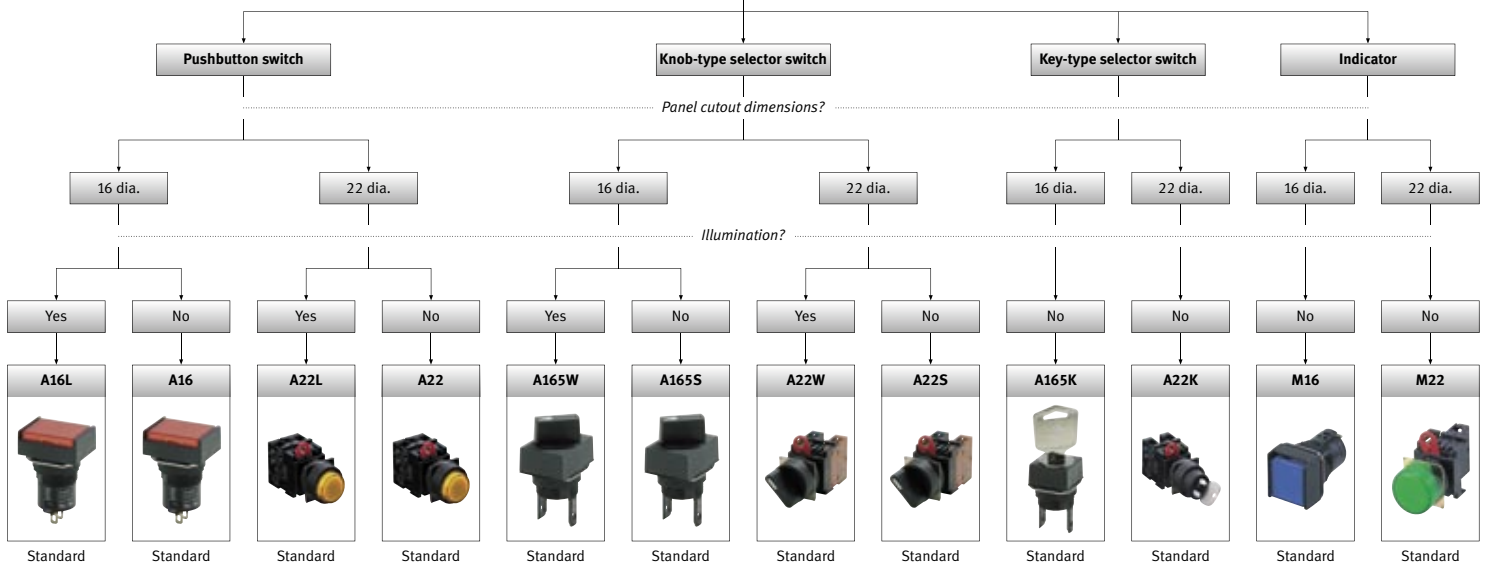 Pushbutton switch Knob-type selector switch Key-type selector switch Indicator
Panel cutout dimensions?
16 dia. 22 dia. 16 dia. 22 dia. 16 dia. 22 dia. 16 dia. 22 dia.
Illumination?
Yes No Yes No Yes No Yes No No No No No
A16L A16 A22L A22 A165W A165S A22W A22S A165K A22K M16 M22
Standard Standard Standard Standard Standard Standard Standard Standard Standard Standard Standard Standard